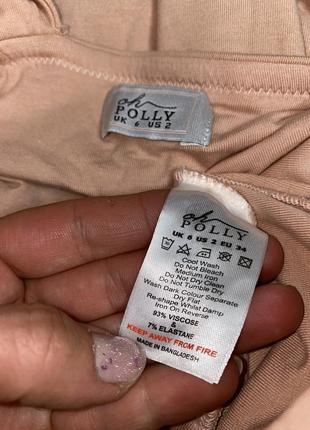 oh
POLLY
UK 6 US 2
oh
POLLY
UK 6 US 2 EU 34
Cool Wash
Do Not Bleach
Medium Iron
Do Not Dry Clean
Do Not Tumble Dry
Wash Dark Colour Separate
Dry Flat
Re-shape Whilst Damp
Iron On Reverse
93% VISCOSE
&
7% ELASTANE
KEEP AWAY FROM FIRE
MADE IN BANGLADESH